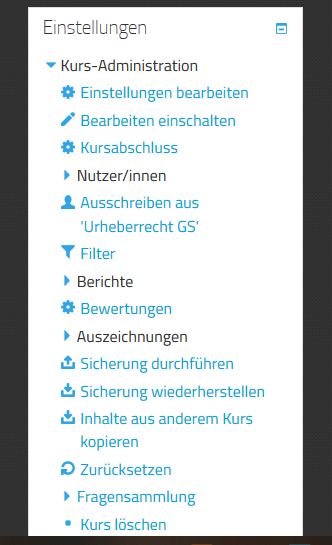 Einstellungen
Kurs-Administration
Einstellungen bearbeiten
Bearbeiten einschalten
Kursabschluss
Nutzer/innen
Ausschreiben aus
'Urheberrecht GS'
Filter
Berichte
Bewertungen
Auszeichnungen
Sicherung durchführen
Sicherung wiederherstellen
Inhalte aus anderem Kurs
kopieren
Zurücksetzen
Fragensammlung
Kurs löschen